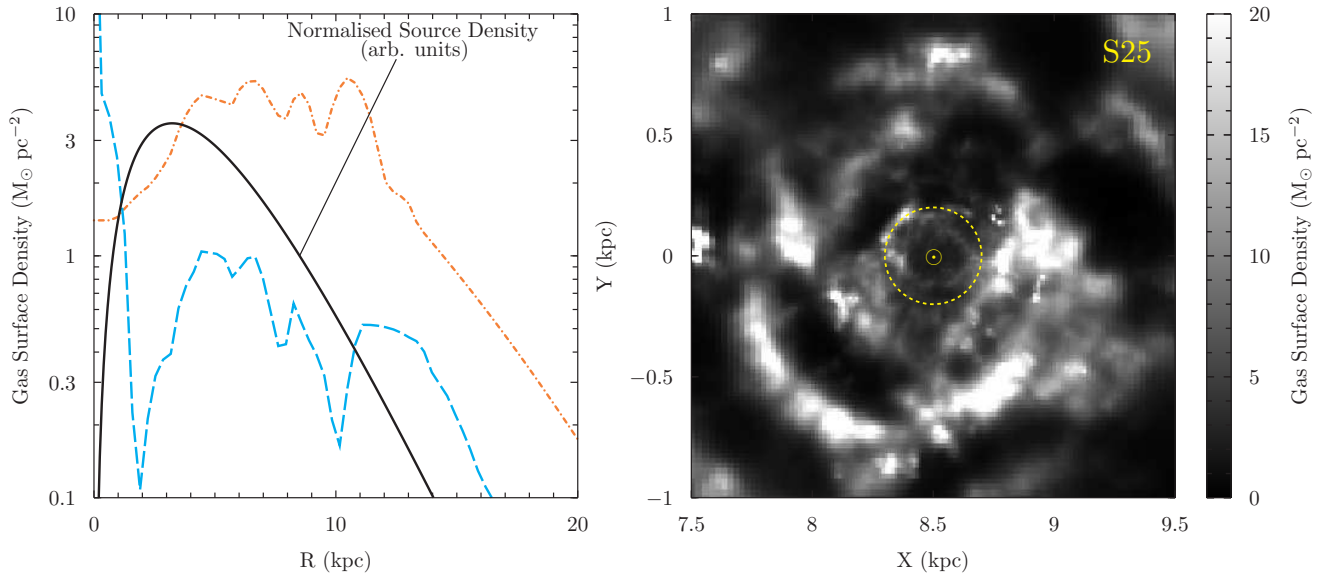 10
3
1
0.3
0.1
0
10
20
R (kpc)
Gas Surface Density (M⊙ pc−2)
Normalised Source Density
(arb. units)
1
0.5
0
−0.5
−1
7.5
8
8.5
9
9.5
X (kpc)
Y (kpc)
S25
20
15
10
5
0
Gas Surface Density (M⊙ pc−2)